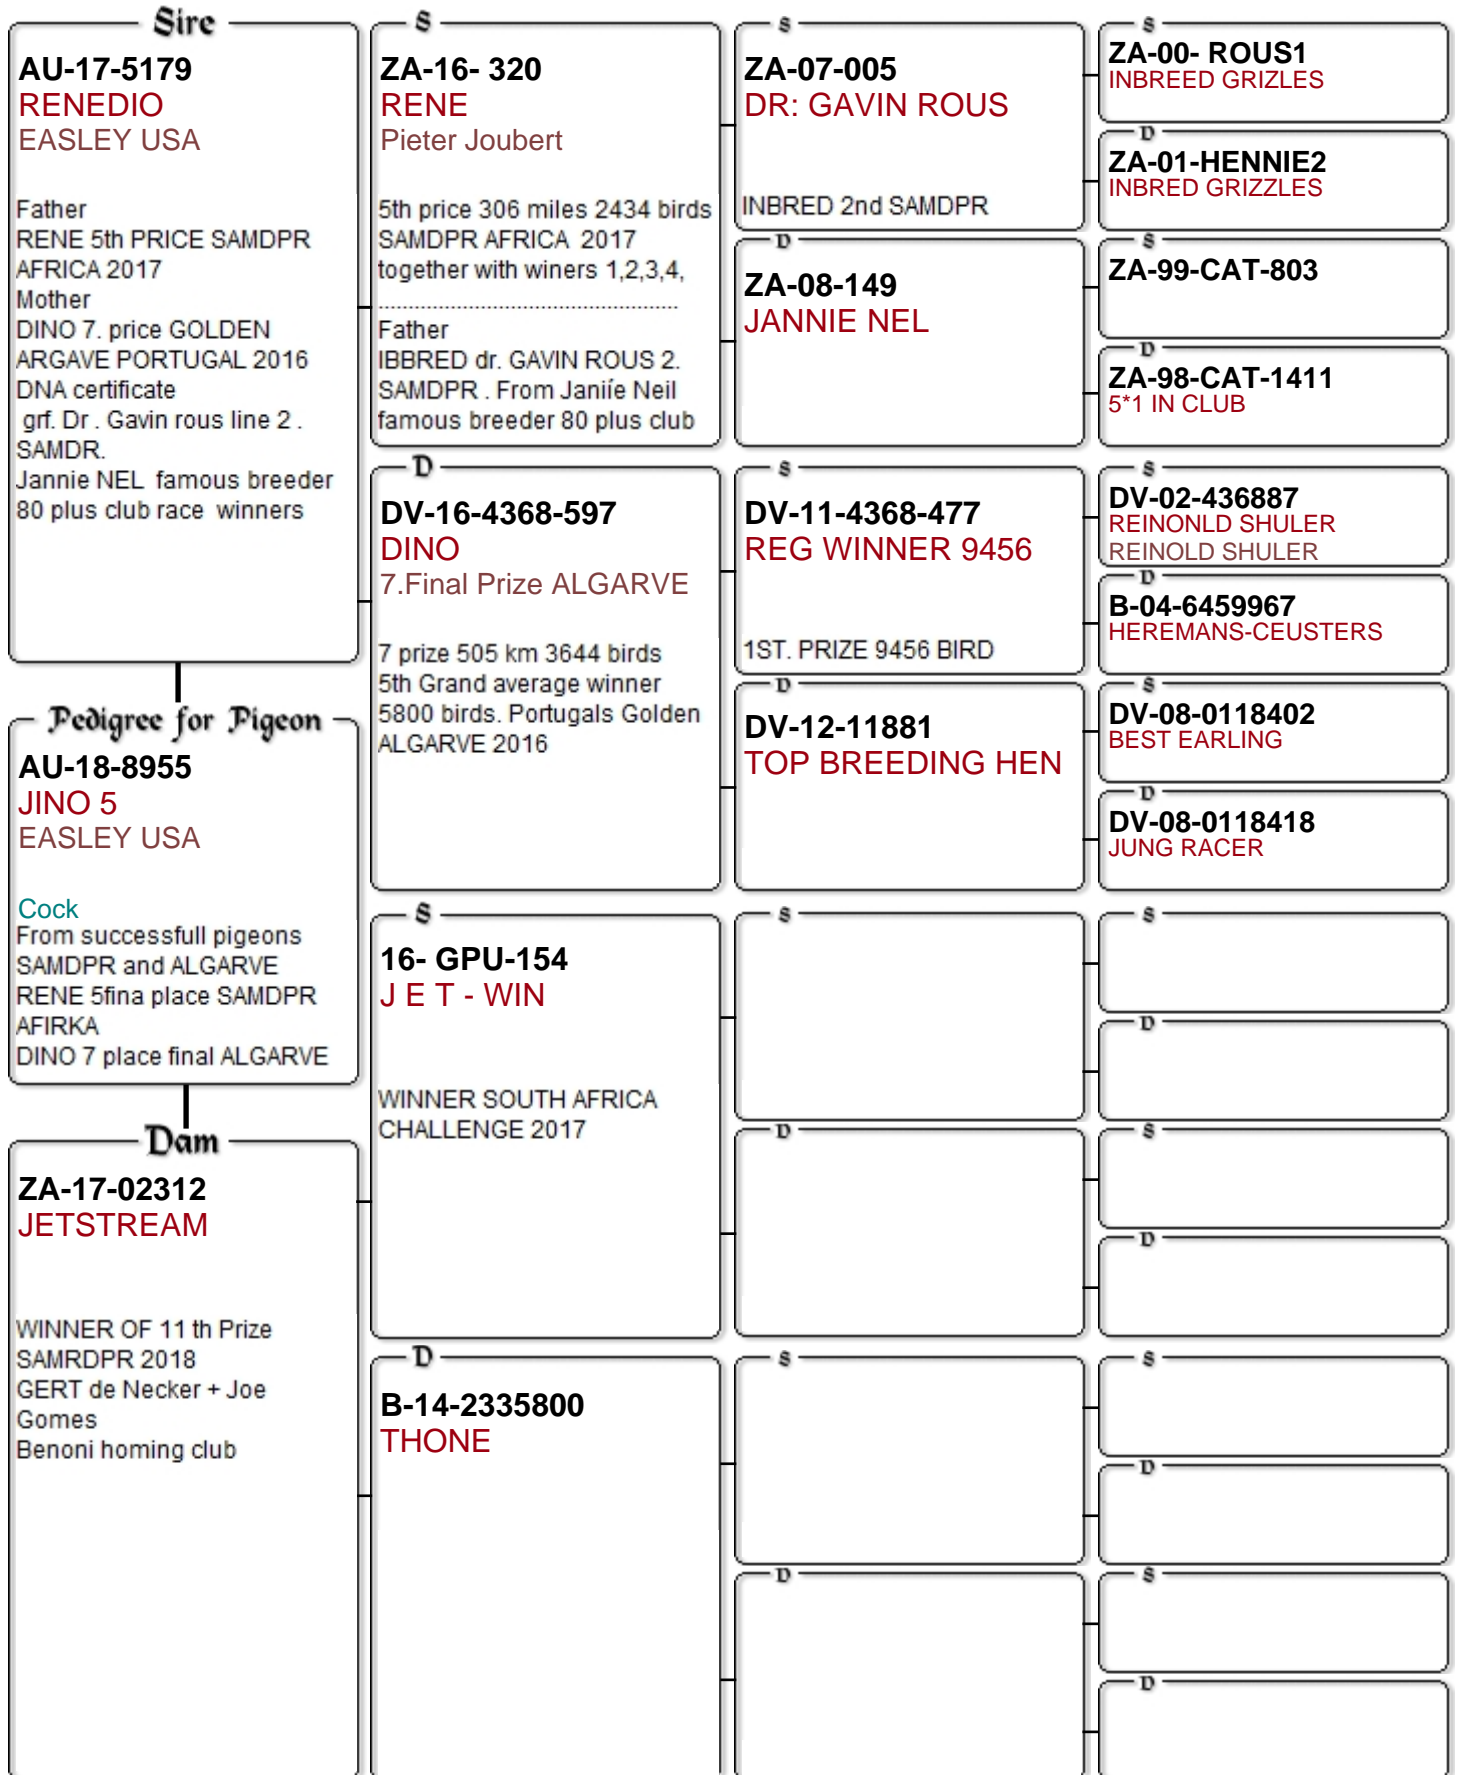 Sire
AU-17-5179
RENEDIO
EASLEY USA
Father
RENE 5th PRICE SAMDPR
AFRICA 2017
Mother
DINO 7. price GOLDEN
ARGAVE PORTUGAL 2016
DNA certificate
grf. Dr . Gavin rous line 2 .
SAMDR.
Jannie NEL famous breeder
80 plus club race winners
Pedigree for Pigeon
AU-18-8955
JINO 5
EASLEY USA
Cock
From successfull pigeons
SAMDPR and ALGARVE
RENE 5fina place SAMDPR
AFIRKA
DINO 7 place final ALGARVE
Dam
ZA-17-02312
JETSTREAM
WINNER OF 11 th Prize
SAMRDPR 2018
GERT de Necker + Joe
Gomes
Benoni homing club
S
ZA-16- 320
RENE
Pieter Joubert
5th price 306 miles 2434 birds
SAMDPR AFRICA 2017
together with winers 1,2,3,4,
..................................................
Father
IBBRED dr. GAVIN ROUS 2.
SAMDPR . From Janiíe Neil
famous breeder 80 plus club
D
DV-16-4368-597
DINO
7.Final Prize ALGARVE
7 prize 505 km 3644 birds
5th Grand average winner
5800 birds. Portugals Golden
ALGARVE 2016
S
16- GPU-154
J E T - WIN
WINNER SOUTH AFRICA
CHALLENGE 2017
D
B-14-2335800
THONE
S
ZA-07-005
DR: GAVIN ROUS
INBRED 2nd SAMDPR
D
ZA-08-149
JANNIE NEL
S
DV-11-4368-477
REG WINNER 9456
1ST. PRIZE 9456 BIRD
D
DV-12-11881
TOP BREEDING HEN
S
D
S
D
S
ZA-00- ROUS1
INBREED GRIZLES
D
ZA-01-HENNIE2
INBRED GRIZZLES
S
ZA-99-CAT-803
D
ZA-98-CAT-1411
5*1 IN CLUB
S
DV-02-436887
REINONLD SHULER
REINOLD SHULER
D
B-04-6459967
HEREMANS-CEUSTERS
S
DV-08-0118402
BEST EARLING
D
DV-08-0118418
JUNG RACER
S
D
S
D
S
D
S
D